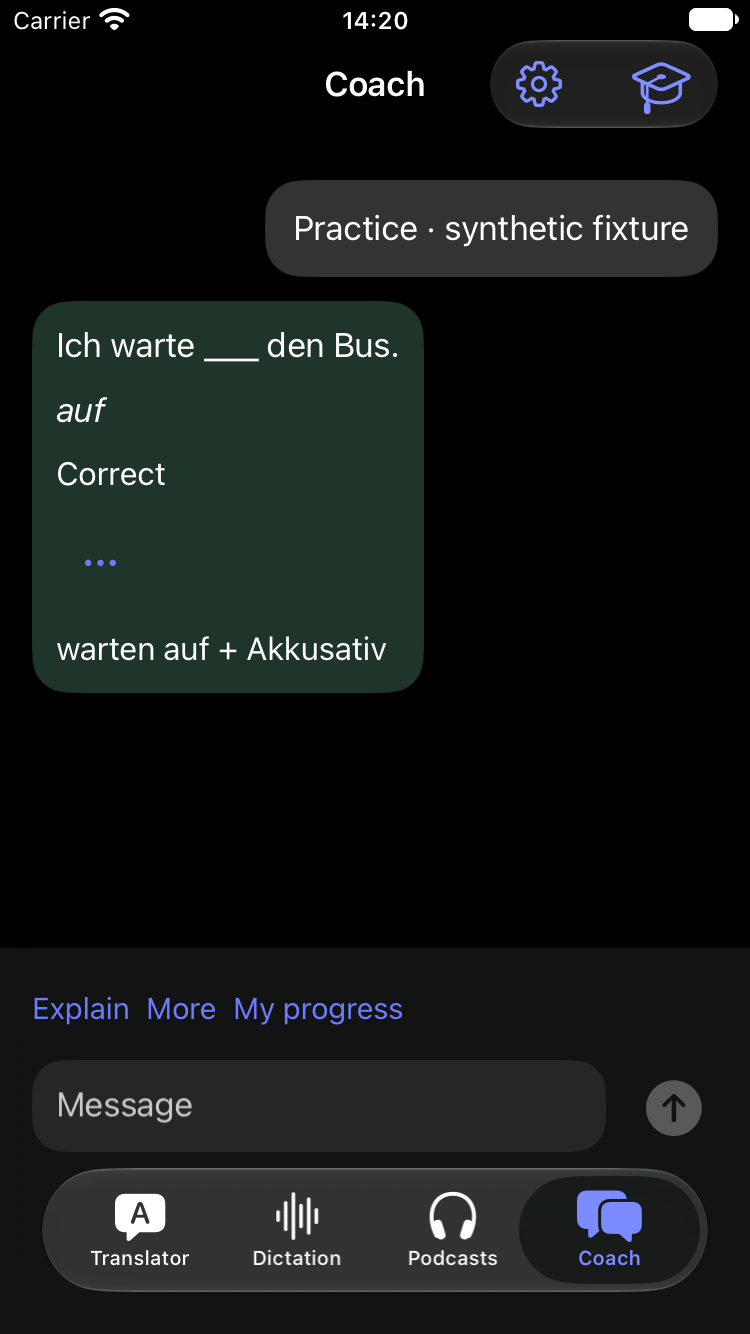 Carrier 14:20
Coach
Practice · synthetic fixture
Ich warte ____ den Bus.
auf
Correct
...
warten auf + Akkusativ
Explain More My progress
Message
A
Translator Dictation Podcasts Coach